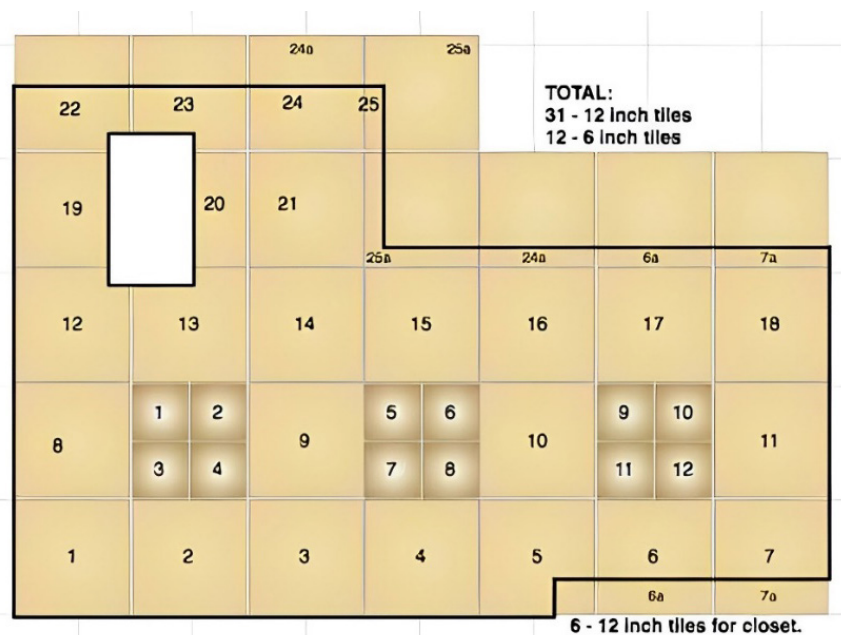 24a 25a
TOTAL:
31 - 12 inch tiles
12 - 6 inch tiles
22 23 24 25
19 20 21
25a 24a 6a 7a
12 13 14 15 16 17 18
1 2 5 6 9 10
8 9 10 11
3 4 7 8 11 12
1 2 3 4 5 6 7
6a 7a
6 - 12 inch tiles for closet.